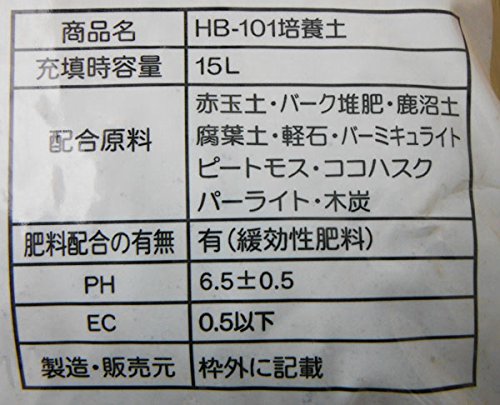 商品名 HB-101培養土
充填時容量 15L
配合原料 赤玉土・バーク堆肥・鹿沼土
腐葉土・軽石・バーミキュライト
ピートモス・ココハスク
パーライト・木炭
肥料配合の有無 有(緩効性肥料)
PH 6.5±0.5
EC 0.5以下
製造・販売元 枠外に記載